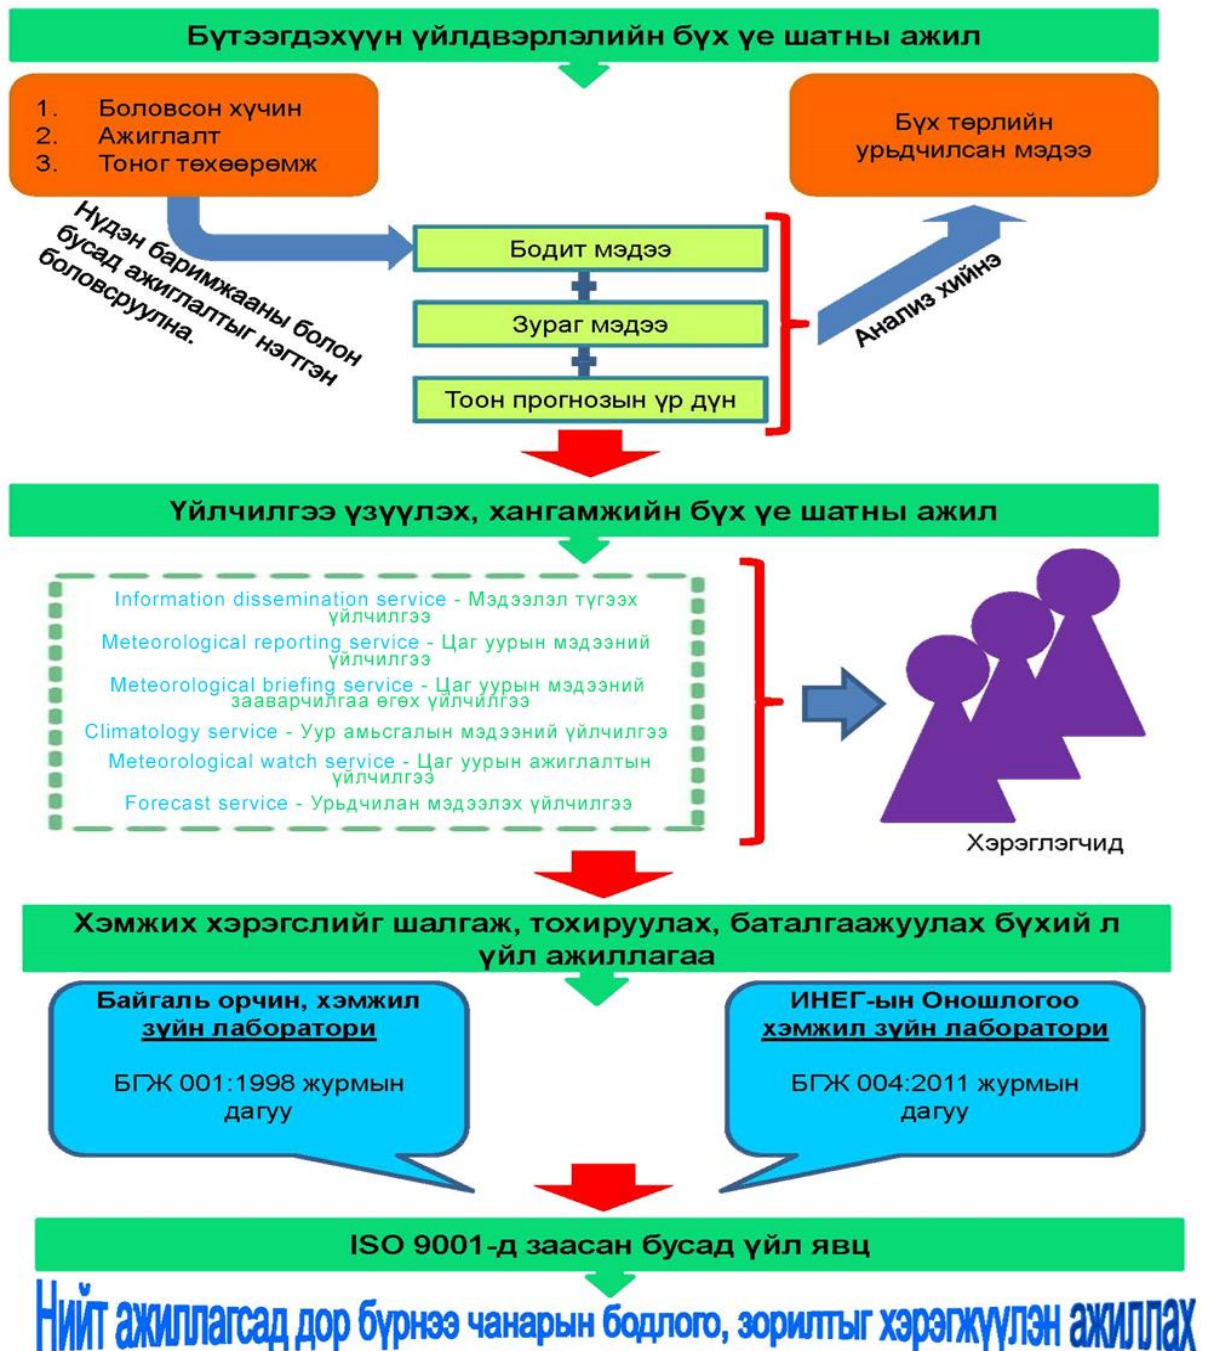 Бүтээгдэхүүн үйлдвэрлэлийн бүх үе шатны ажил
1. Боловсон хүчин
2. Ажиглалт
3. Тоног төхөөрөмж
Бүх төрлийн
урьдчилсан мэдээ
Нүдэн баримжааны болон
бусад ажиглалтыг нэгтгэн
боловсруулна.
Бодит мэдээ
Зураг мэдээ
Тоон прогнозын үр дүн
Анализ хийнэ
Үйлчилгээ үзүүлэх, хангамжийн бүх үе шатны ажил
Information dissemination service - Мэдээлэл түгээх
үйлчилгээ
Meteorological reporting service - Цаг уурын мэдээний
үйлчилгээ
Meteorological briefing service - Цаг уурын мэдээний
зааварчилгаа өгөх үйлчилгээ
Climatology service - Уур амьсгалын мэдээний үйлчилгээ
Meteorological watch service - Цаг уурын ажиглалтын
үйлчилгээ
Forecast service - Урьдчилан мэдээлэх үйлчилгээ
Хэрэглэгчид
Хэмжих хэрэгслийг шалгаж, тохируулах, баталгаажуулах бүхий л
үйл ажиллагаа
Байгаль орчин, хэмжил
зүйн лаборатори
БГЖ 001:1998 журмын
дагуу
ИНЕГ-ын Оношлогоо
хэмжил зүйн лаборатори
БГЖ 004:2011 журмын
дагуу
ISO 9001-д заасан бусад үйл явц
Нийт ажиллагсад дор бүрнээ чанарын бодлого, зорилтыг хэрэгжүүлэн ажиллах